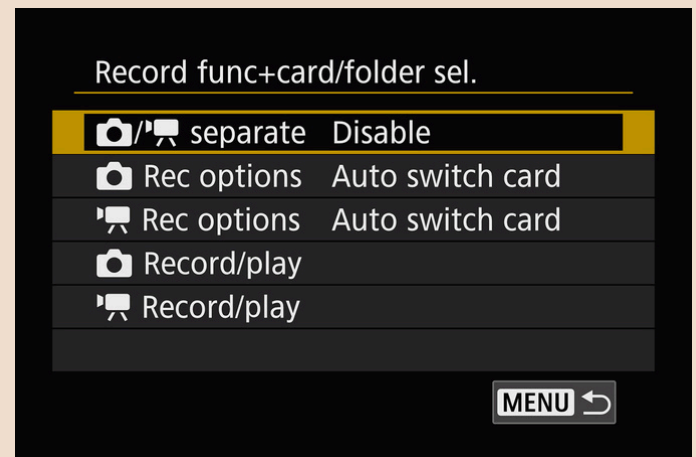 Record func+card/folder sel.
/ separate Disable
Rec options Auto switch card
Rec options Auto switch card
Record/play
Record/play
MENU